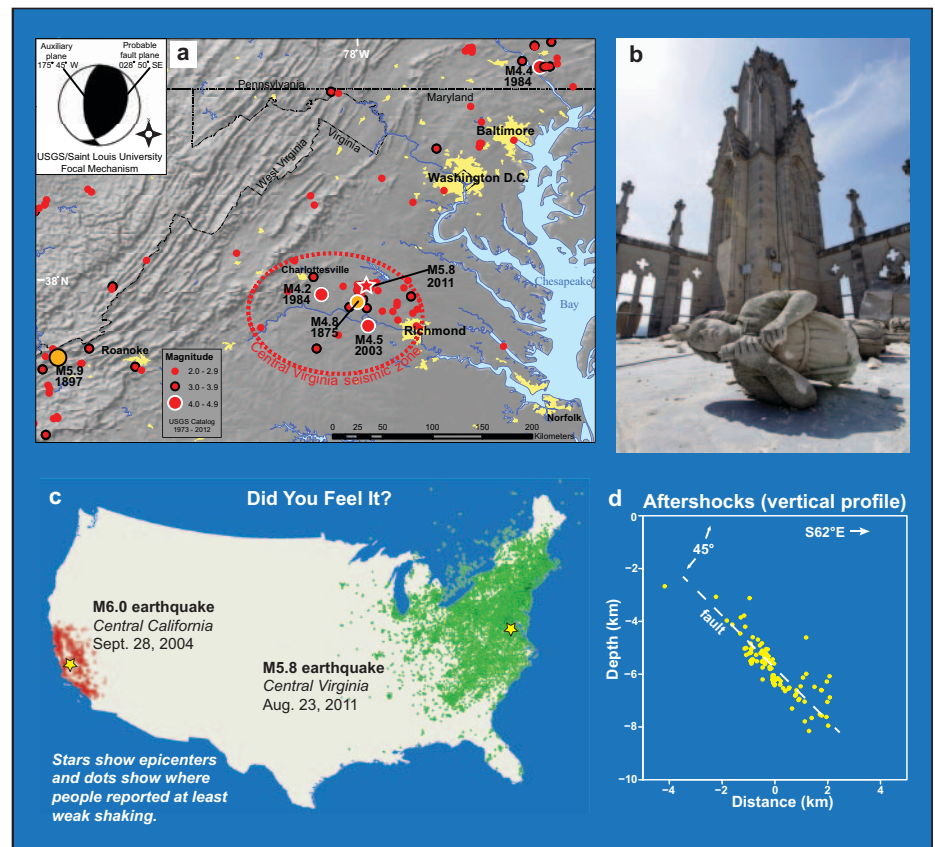 a
78° W
Auxiliary
plane
175° 45° W
Probable
fault plane
028° 50° SE
USGS/Saint Louis University
Focal Mechanism
M4.4
1984
Pennsylvania
Maryland
Baltimore
Virginia
West Virginia
Washington D.C.
38° N
Charlottesville
M5.8
2011
Chesapeake
Bay
M4.2
1984
M4.8
1875
M4.5
2003
Richmond
Central Virginia seismic zone
Roanoke
M5.9
1897
Magnitude
2.0 - 2.9
3.0 - 3.9
4.0 - 4.9
USGS Catalog
1973 - 2012
Norfolk
0 25 50 100 150 200
Kilometers
b
c
Did You Feel It?
M6.0 earthquake
Central California
Sept. 28, 2004
M5.8 earthquake
Central Virginia
Aug. 23, 2011
Stars show epicenters
and dots show where
people reported at least
weak shaking.
d Aftershocks (vertical profile)
0
S62°E
45°
−2
fault
−4
Depth (km)
−6
−8
−10
−4 −2 0 2 4
Distance (km)